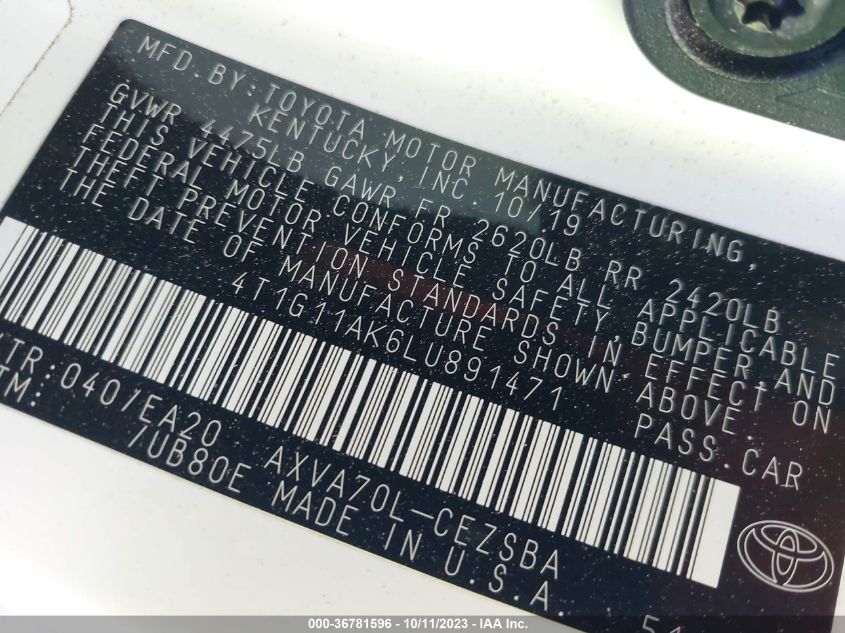 MFD. BY: TOYOTA MOTOR MANUFACTURING,
KENTUCKY, INC. 10/19
GVWR 4475LB GAWR FR 2620LB RR 2420LB
THIS VEHICLE CONFORMS TO ALL APPLICABLE
FEDERAL MOTOR VEHICLE SAFETY, BUMPER, AND
THEFT PREVENTION STANDARDS IN EFFECT ON
THE DATE OF MANUFACTURE SHOWN ABOVE.
4T1G11AK6LU891471 PASS. CAR
TR: 040/EA20 AXVA70L-CEZSBA
TM: /UB80E MADE IN U.S.A.
000-36781596 - 10/11/2023 - IAA Inc.